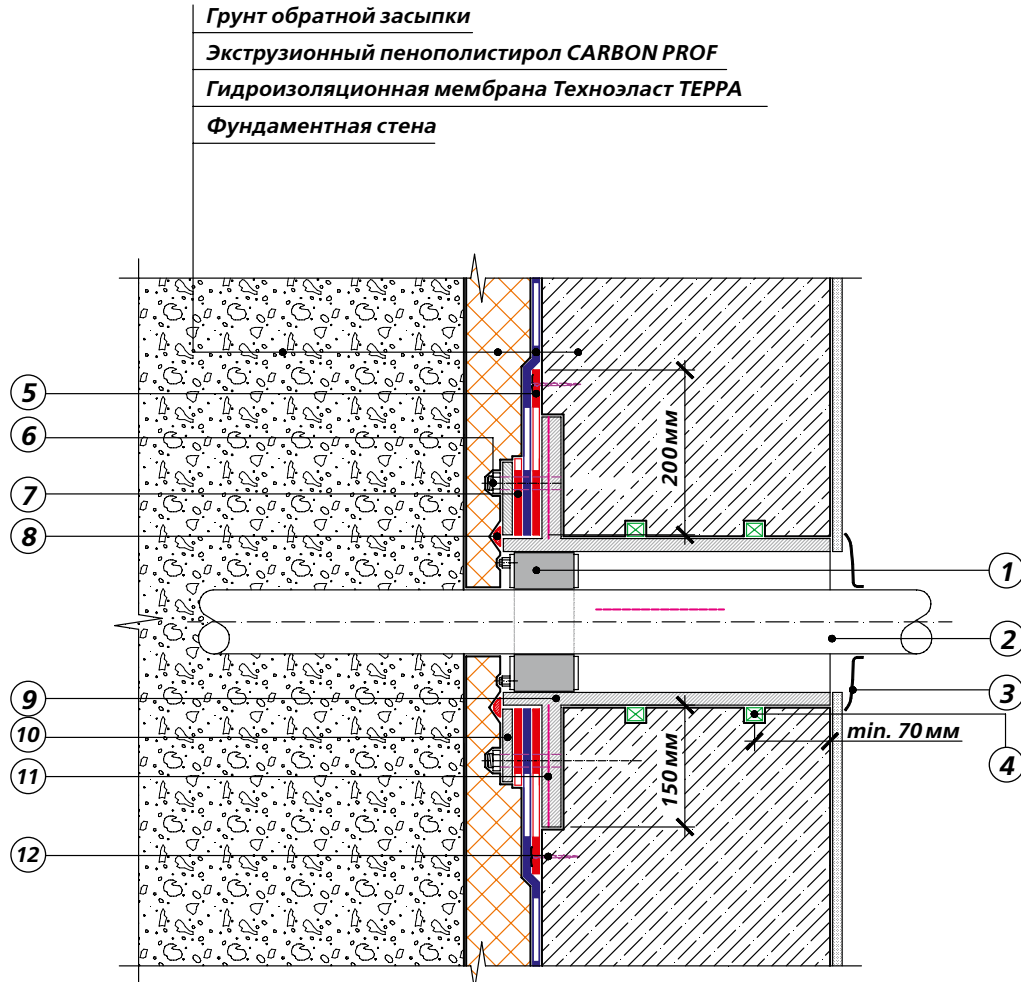 Грунт обратной засыпки
Экструзионный пенополистирол CARBON PROF
Гидроизоляционная мембрана Техноэласт ТЕРРА
Фундаментная стена
5
6
7
8
9
10
11
12
200мм
150мм
min. 70мм
1
2
3
4